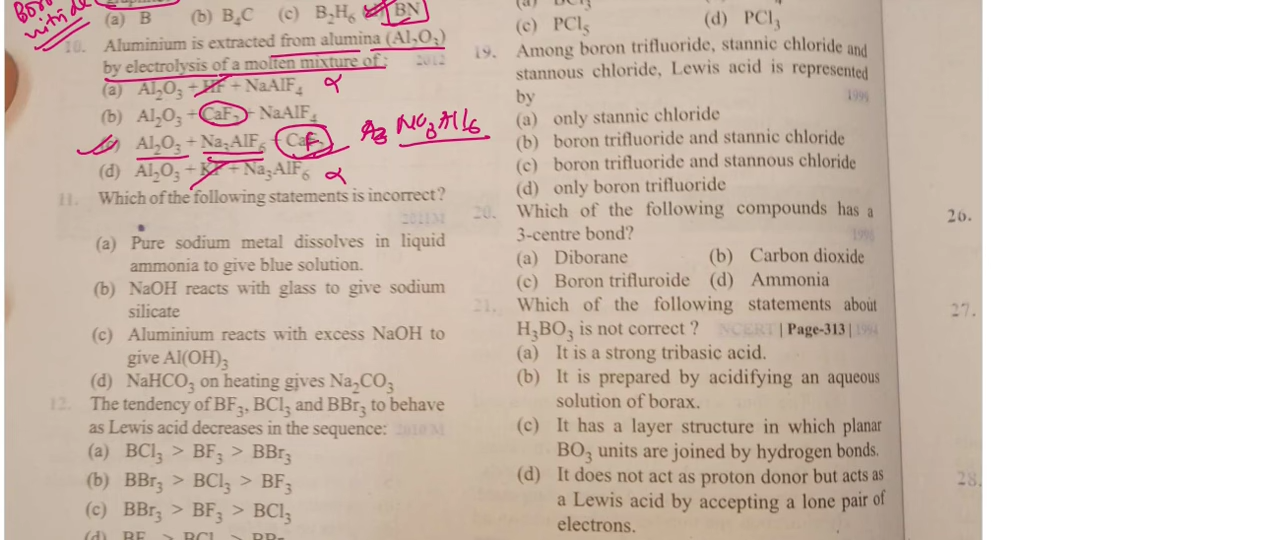 Boro
nitride
(a) B (b) B₄C (c) B₂H₆ BN
10. Aluminium is extracted from alumina (Al₂O₃)
by electrolysis of a molten mixture of : 2012
(a) Al₂O₃ + HF + NaAlF₄
(b) Al₂O₃ + CaF₂ + NaAlF₄
Al₂O₃ + Na₃AlF₆ + CaF₂
(d) Al₂O₃ + KF + Na₃AlF₆
11. Which of the following statements is incorrect?
(a) Pure sodium metal dissolves in liquid
ammonia to give blue solution.
(b) NaOH reacts with glass to give sodium
silicate
(c) Aluminium reacts with excess NaOH to
give Al(OH)₃
(d) NaHCO₃ on heating gives Na₂CO₃
12. The tendency of BF₃, BCl₃ and BBr₃ to behave
as Lewis acid decreases in the sequence: 2010 M
(a) BCl₃ > BF₃ > BBr₃
(b) BBr₃ > BCl₃ > BF₃
(c) BBr₃ > BF₃ > BCl₃
(c) PCl₅ (d) PCl₃
19. Among boron trifluoride, stannic chloride and
stannous chloride, Lewis acid is represented
by
(a) only stannic chloride
(b) boron trifluoride and stannic chloride
(c) boron trifluoride and stannous chloride
(d) only boron trifluoride
20. Which of the following compounds has a
3-centre bond?
(a) Diborane (b) Carbon dioxide
(c) Boron trifluroide (d) Ammonia
21. Which of the following statements about
H₃BO₃ is not correct ? NCERT | Page-313 |
(a) It is a strong tribasic acid.
(b) It is prepared by acidifying an aqueous
solution of borax.
(c) It has a layer structure in which planar
BO₃ units are joined by hydrogen bonds.
(d) It does not act as proton donor but acts as
a Lewis acid by accepting a lone pair of
electrons.
26.
27.
28.